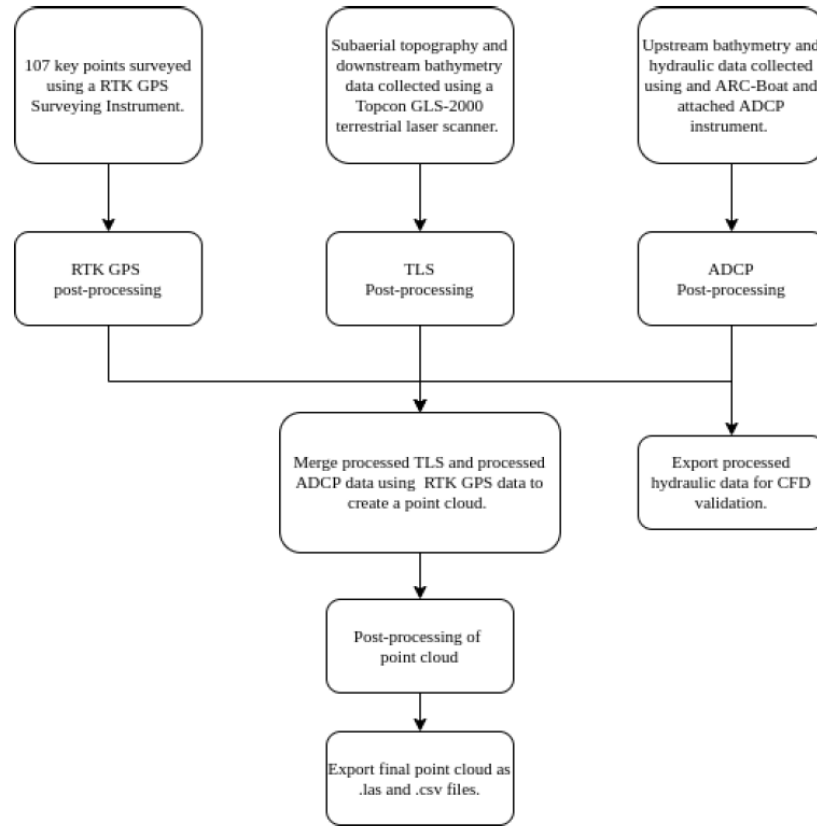 107 key points surveyed
using a RTK GPS
Surveying Instrument.
Subaerial topography and
downstream bathymetry
data collected using a
Topcon GLS-2000
terrestrial laser scanner.
Upstream bathymetry and
hydraulic data collected
using and ARC-Boat and
attached ADCP
instrument.
RTK GPS
post-processing
TLS
Post-processing
ADCP
Post-processing
Merge processed TLS and processed
ADCP data using RTK GPS data to
create a point cloud.
Export processed
hydraulic data for CFD
validation.
Post-processing of
point cloud
Export final point cloud as
.las and .csv files.